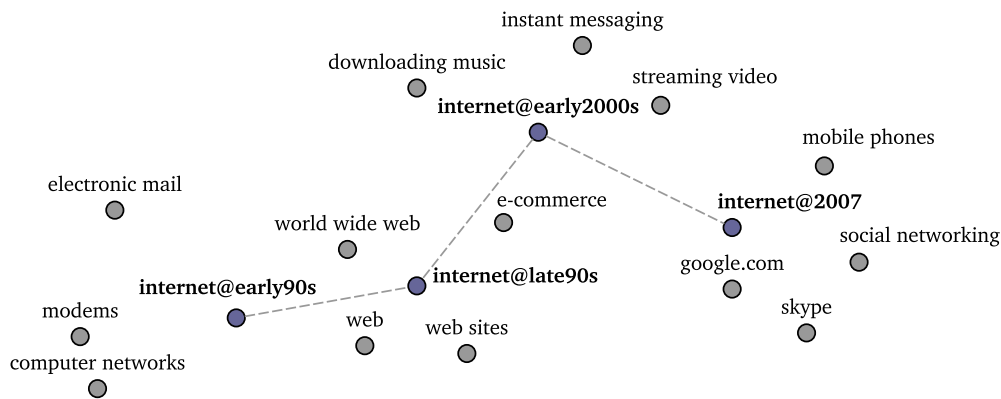 instant messaging
downloading music
streaming video
internet@early2000s
mobile phones
electronic mail
e-commerce
internet@2007
world wide web
social networking
google.com
internet@late90s
internet@early90s
skype
modems
web
web sites
computer networks